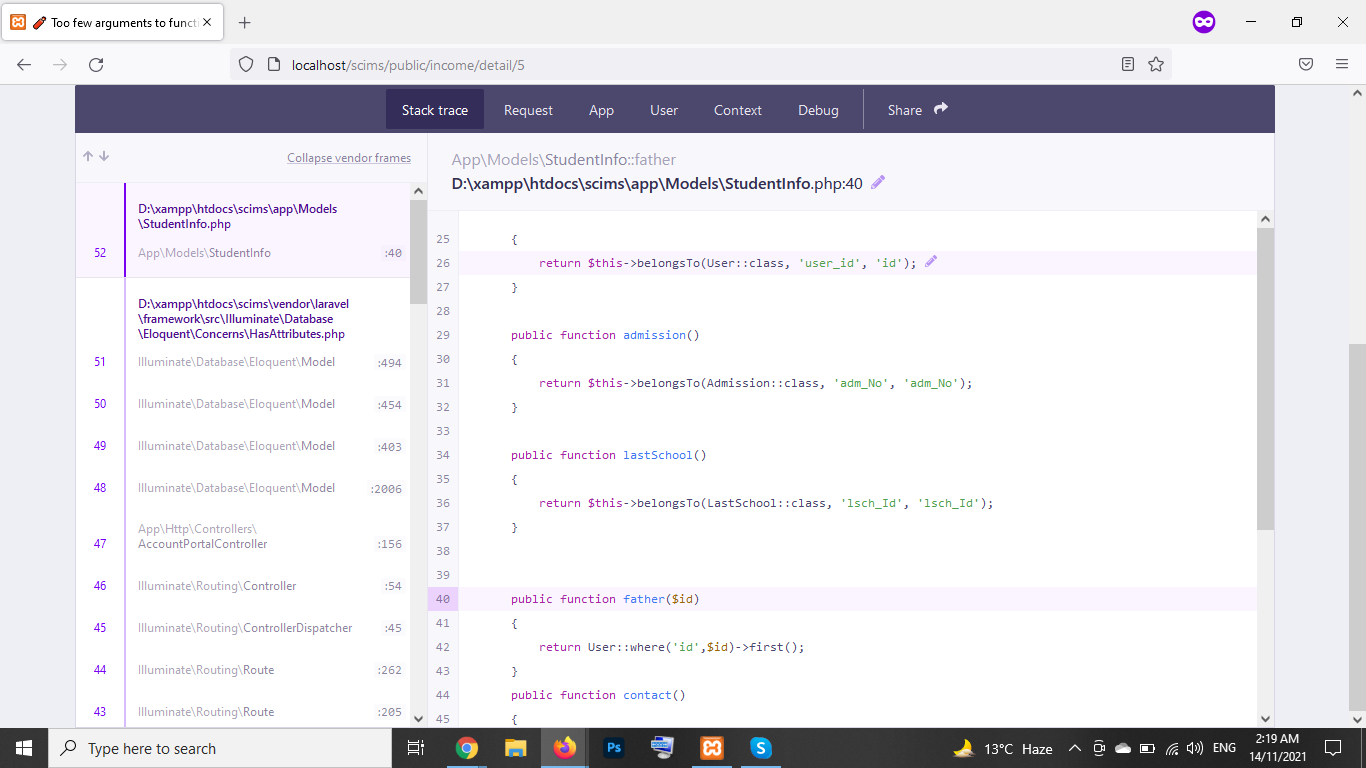 Too few arguments to functi
localhost/scims/public/income/detail/5
Stack trace
Request
App
User
Context
Debug
Share
Collapse vendor frames
D:\xampp\htdocs\scims\app\Models
\StudentInfo.php
52 App\Models\StudentInfo :40
D:\xampp\htdocs\scims\vendor\laravel
\framework\src\Illuminate\Database
\Eloquent\Concerns\HasAttributes.php
51 Illuminate\Database\Eloquent\Model :494
50 Illuminate\Database\Eloquent\Model :454
49 Illuminate\Database\Eloquent\Model :403
48 Illuminate\Database\Eloquent\Model :2006
App\Http\Controllers\
47 AccountPortalController :156
46 Illuminate\Routing\Controller :54
45 Illuminate\Routing\ControllerDispatcher :45
44 Illuminate\Routing\Route :262
43 Illuminate\Routing\Route :205
App\Models\StudentInfo::father
D:\xampp\htdocs\scims\app\Models\StudentInfo.php:40
25 {
26 return $this->belongsTo(User::class, 'user_id', 'id');
27 }
28
29 public function admission()
30 {
31 return $this->belongsTo(Admission::class, 'adm_No', 'adm_No');
32 }
33
34 public function lastSchool()
35 {
36 return $this->belongsTo(LastSchool::class, 'lsch_Id', 'lsch_Id');
37 }
38
39
40 public function father($id)
41 {
42 return User::where('id',$id)->first();
43 }
44 public function contact()
45 {
Type here to search
Ps
S
13°C Haze
ENG
2:19 AM
14/11/2021